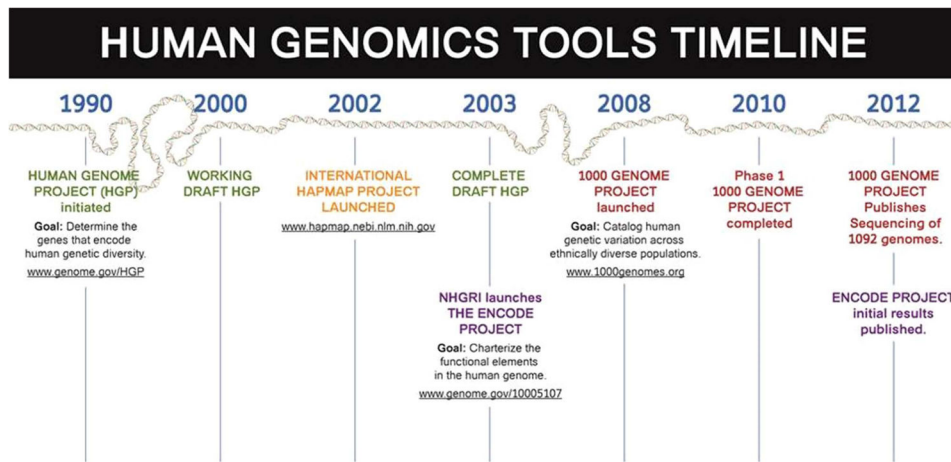 HUMAN GENOMICS TOOLS TIMELINE
1990
2000
2002
2003
2008
2010
2012
HUMAN GENOME
PROJECT (HGP)
initiated
Goal: Determine the
genes that encode
human genetic diversity.
www.genome.gov/HGP
WORKING
DRAFT HGP
INTERNATIONAL
HAPMAP PROJECT
LAUNCHED
www.hapmap.nebi.nlm.nih.gov
COMPLETE
DRAFT HGP
NHGRI launches
THE ENCODE
PROJECT
Goal: Charterize the
functional elements
in the human genome.
www.genome.gov/10005107
1000 GENOME
PROJECT
launched
Goal: Catalog human
genetic variation across
ethnically diverse populations.
www.1000genomes.org
Phase 1
1000 GENOME
PROJECT
completed
1000 GENOME
PROJECT
Publishes
Sequencing of
1092 genomes.
ENCODE PROJECT
initial results
published.